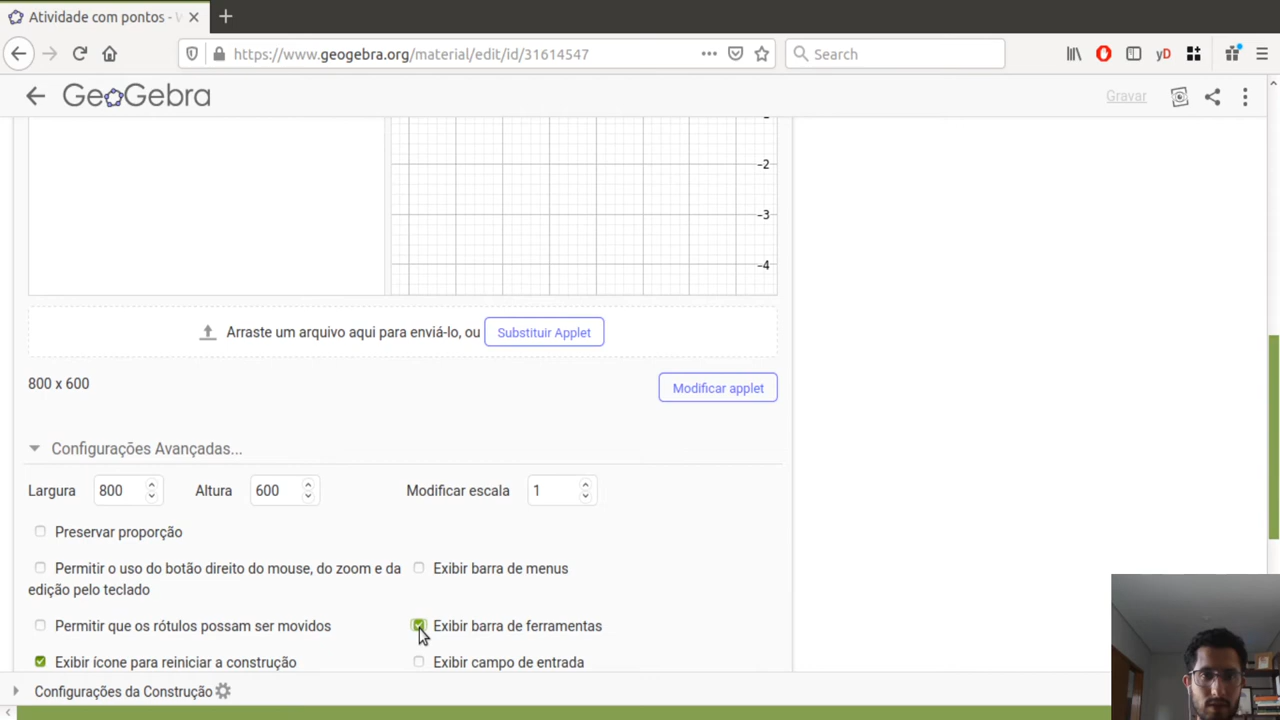 Atividade com pontos -
https://www.geogebra.org/material/edit/id/31614547
Search
yD
GeoGebra
Gravar
-2
-3
-4
Arraste um arquivo aqui para enviá-lo, ou Substituir Applet
800 x 600
Modificar applet
Configurações Avançadas...
Largura 800 Altura 600 Modificar escala 1
Preservar proporção
Permitir o uso do botão direito do mouse, do zoom e da edição pelo teclado
Exibir barra de menus
Permitir que os rótulos possam ser movidos
Exibir barra de ferramentas
Exibir ícone para reiniciar a construção
Exibir campo de entrada
Configurações da Construção